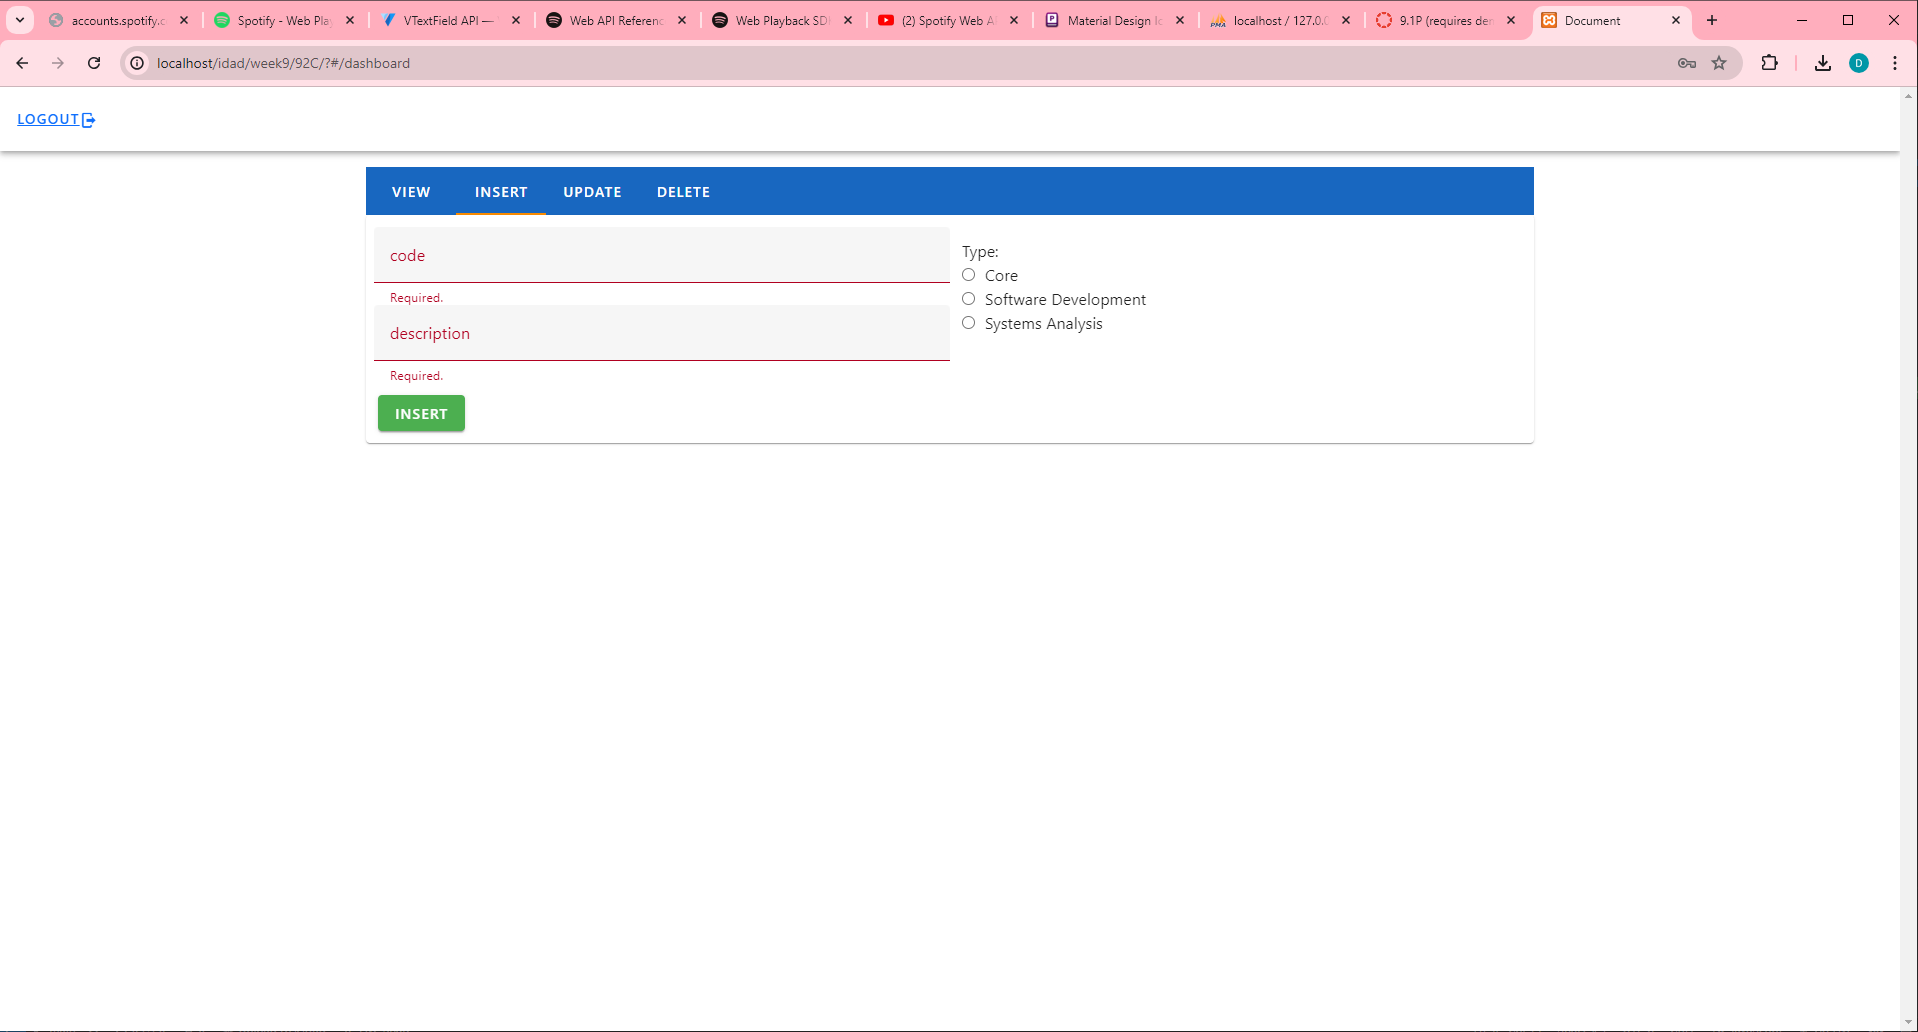 accounts.spotify.c
Spotify - Web Pla
VTextField API —
Web API Referenc
Web Playback SD
(2) Spotify Web A
Material Design Ic
PMA
localhost / 127.0.0
9.1P (requires der
Document
localhost/idad/week9/92C/?#/dashboard
D
LOGOUT
VIEW INSERT UPDATE DELETE
code
Required.
description
Required.
INSERT
Type:
Core
Software Development
Systems Analysis